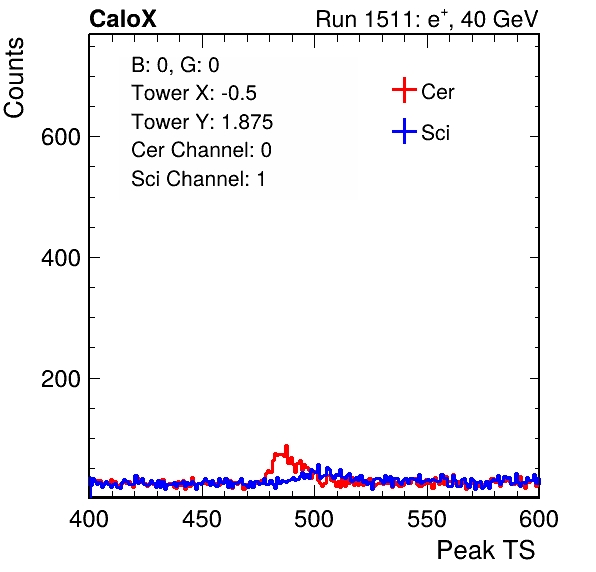 CaloX Run 1511: e⁺, 40 GeV
Counts
B: 0, G: 0
Tower X: -0.5
Tower Y: 1.875
Cer Channel: 0
Sci Channel: 1
Cer
Sci
600
400
200
400 450 500 550 600
Peak TS